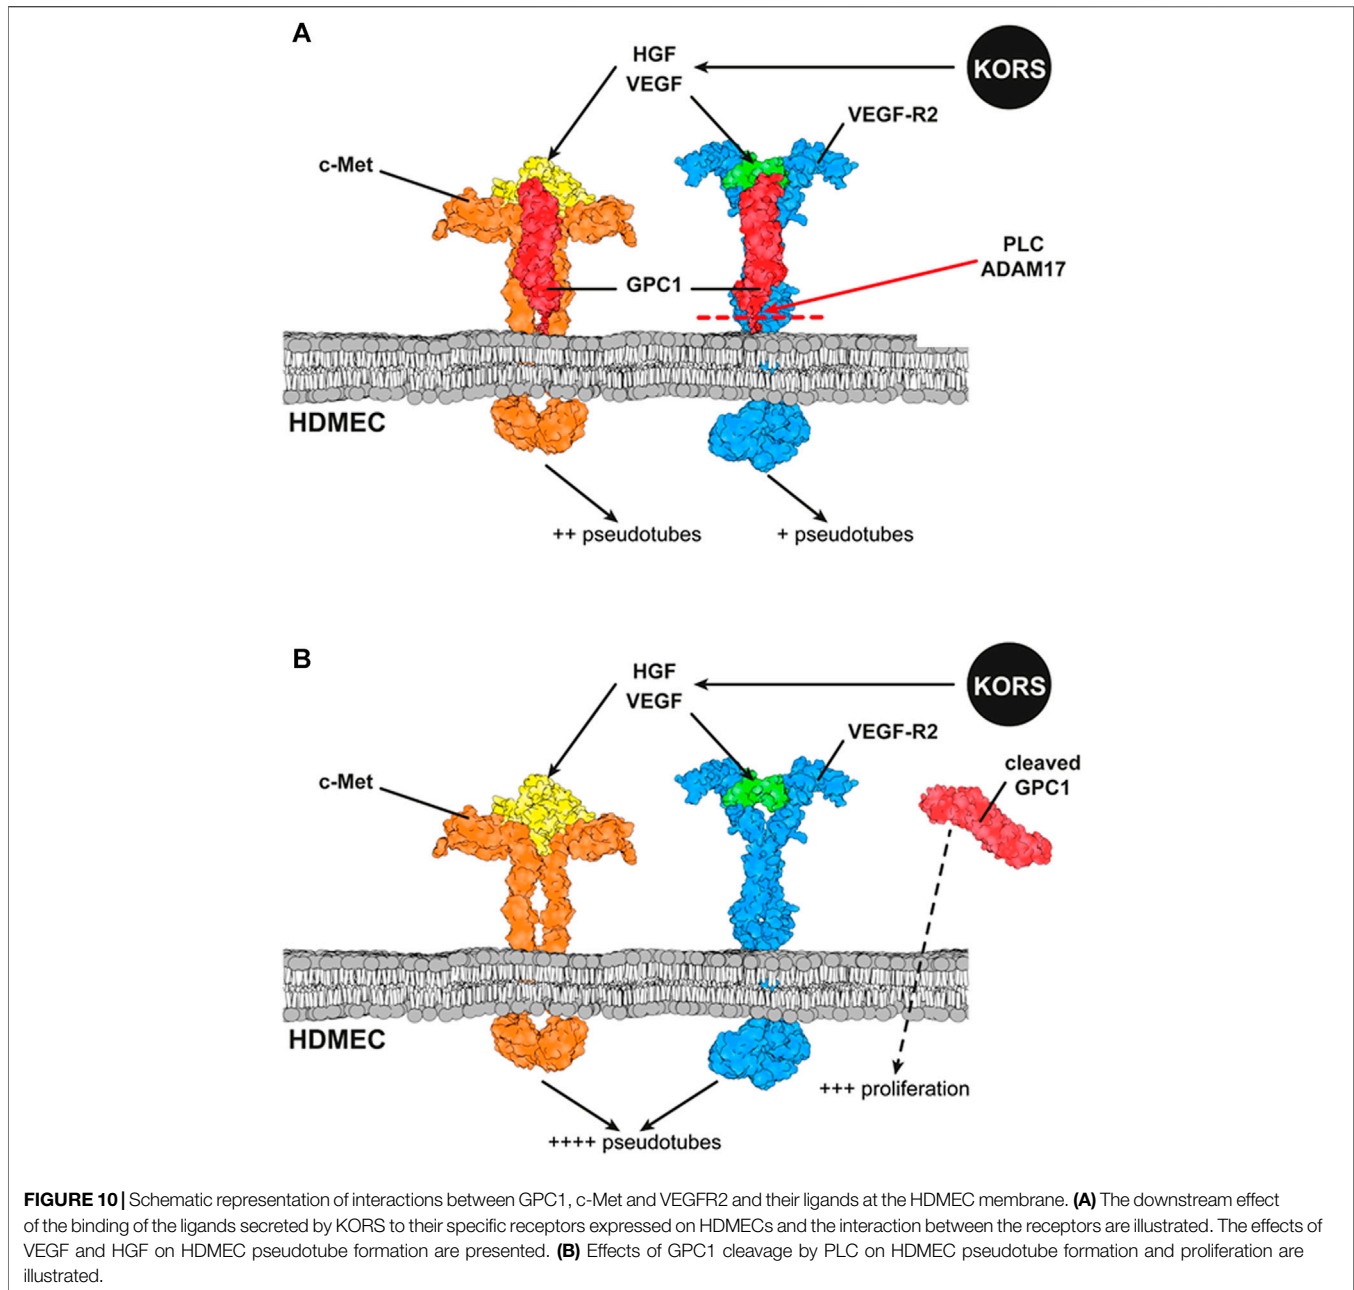 A
HGF
VEGF
KORS
VEGF-R2
c-Met
PLC
ADAM17
GPC1
HDMEC
++ pseudotubes
+ pseudotubes
B
HGF
VEGF
KORS
VEGF-R2
cleaved
GPC1
c-Met
HDMEC
+++ proliferation
++++ pseudotubes
FIGURE 10 | Schematic representation of interactions between GPC1, c-Met and VEGFR2 and their ligands at the HDMEC membrane. (A) The downstream effect
of the binding of the ligands secreted by KORS to their specific receptors expressed on HDMECs and the interaction between the receptors are illustrated. The effects of
VEGF and HGF on HDMEC pseudotube formation are presented. (B) Effects of GPC1 cleavage by PLC on HDMEC pseudotube formation and proliferation are
illustrated.